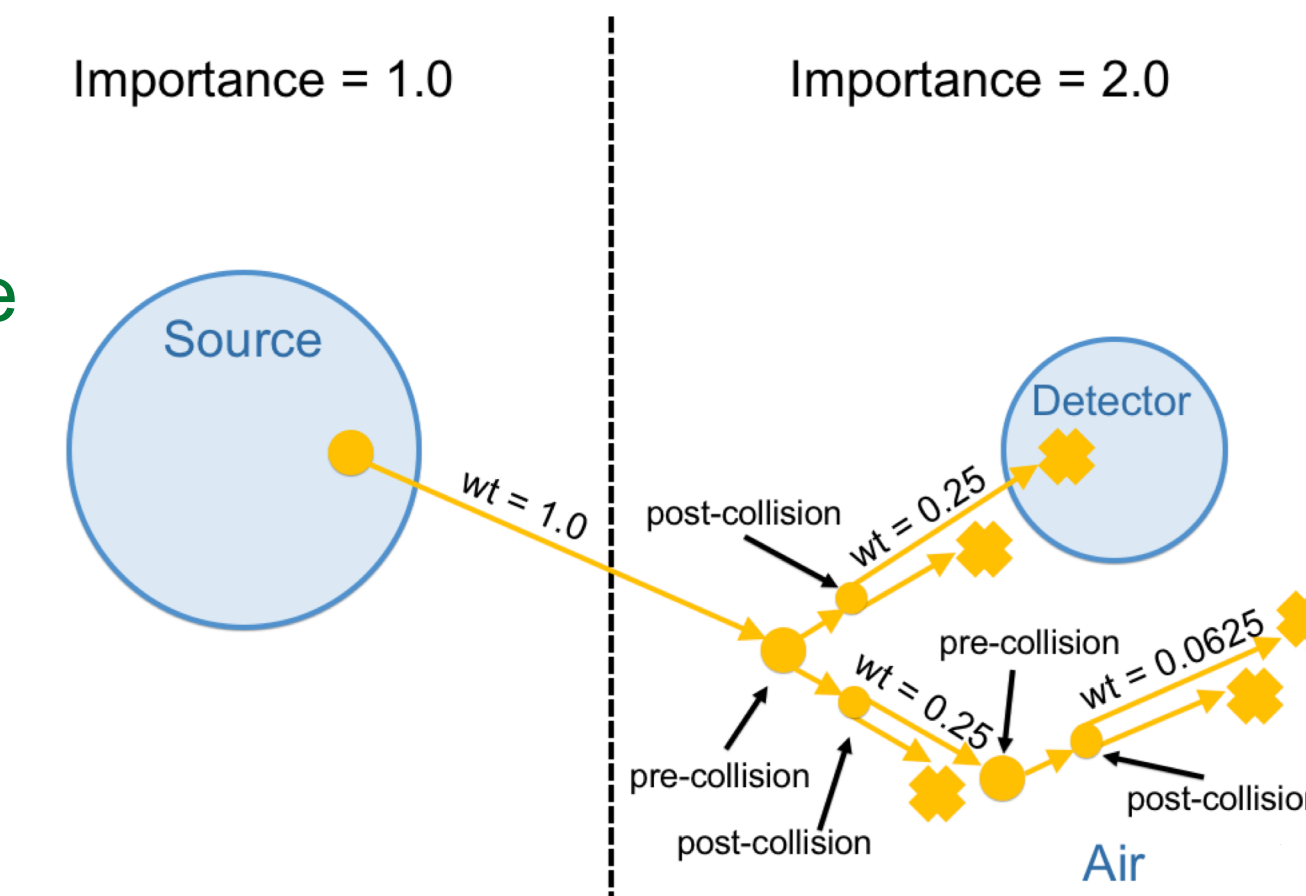 Importance = 1.0
Importance = 2.0
e
Source
Detector
wt = 1.0
post-collision
wt = 0.25
pre-collision
wt = 0.0625
wt = 0.25
pre-collision
post-collision
post-collision
Air